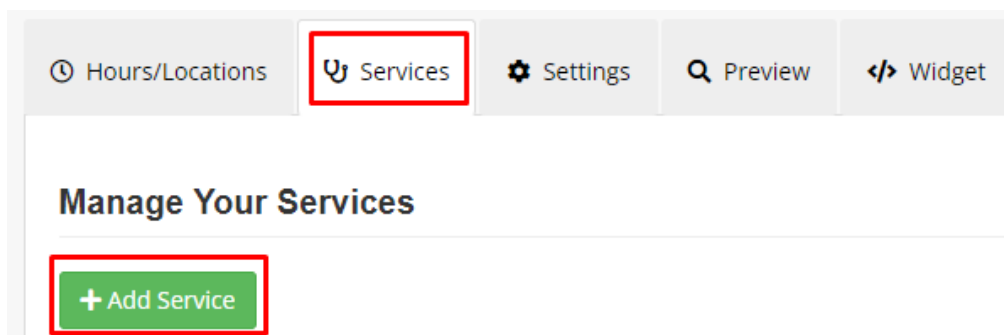 Hours/Locations Services Settings Preview </> Widget
Manage Your Services
+ Add Service